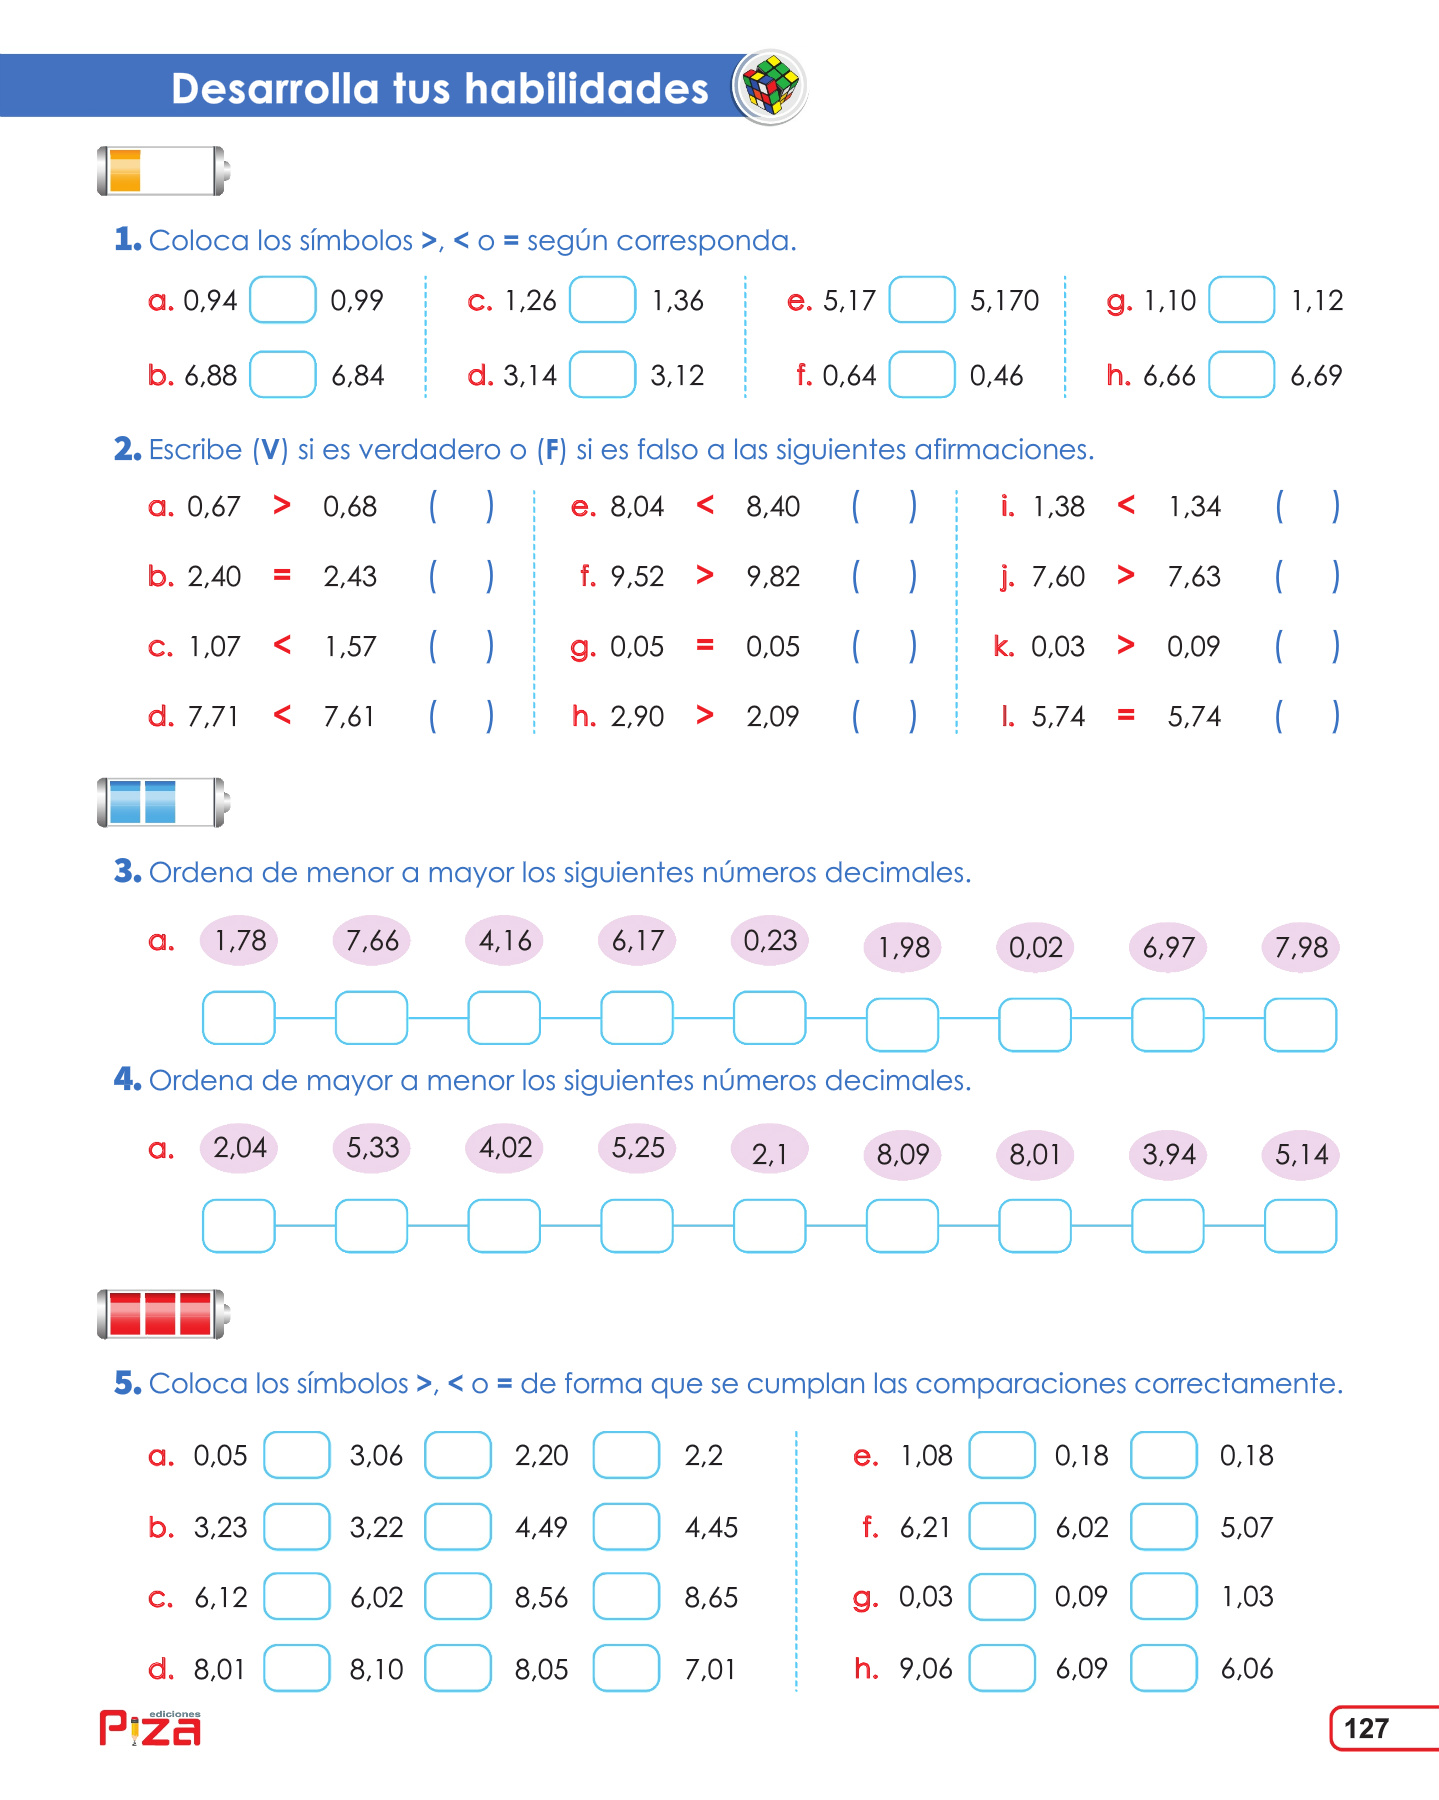 Desarrolla tus habilidades
1. Coloca los símbolos >, < o = según corresponda.
a. 0,94 0,99 c. 1,26 1,36 e. 5,17 5,170 g. 1,10 1,12
b. 6,88 6,84 d. 3,14 3,12 f. 0,64 0,46 h. 6,66 6,69
2. Escribe (V) si es verdadero o (F) si es falso a las siguientes afirmaciones.
a. 0,67 > 0,68 ( ) e. 8,04 < 8,40 ( ) i. 1,38 < 1,34 ( )
b. 2,40 = 2,43 ( ) f. 9,52 > 9,82 ( ) j. 7,60 > 7,63 ( )
c. 1,07 < 1,57 ( ) g. 0,05 = 0,05 ( ) k. 0,03 > 0,09 ( )
d. 7,71 < 7,61 ( ) h. 2,90 > 2,09 ( ) l. 5,74 = 5,74 ( )
3. Ordena de menor a mayor los siguientes números decimales.
a. 1,78 7,66 4,16 6,17 0,23 1,98 0,02 6,97 7,98
4. Ordena de mayor a menor los siguientes números decimales.
a. 2,04 5,33 4,02 5,25 2,1 8,09 8,01 3,94 5,14
5. Coloca los símbolos >, < o = de forma que se cumplan las comparaciones correctamente.
a. 0,05 3,06 2,20 2,2 e. 1,08 0,18 0,18
b. 3,23 3,22 4,49 4,45 f. 6,21 6,02 5,07
c. 6,12 6,02 8,56 8,65 g. 0,03 0,09 1,03
d. 8,01 8,10 8,05 7,01 h. 9,06 6,09 6,06
ediciones
Piza
127